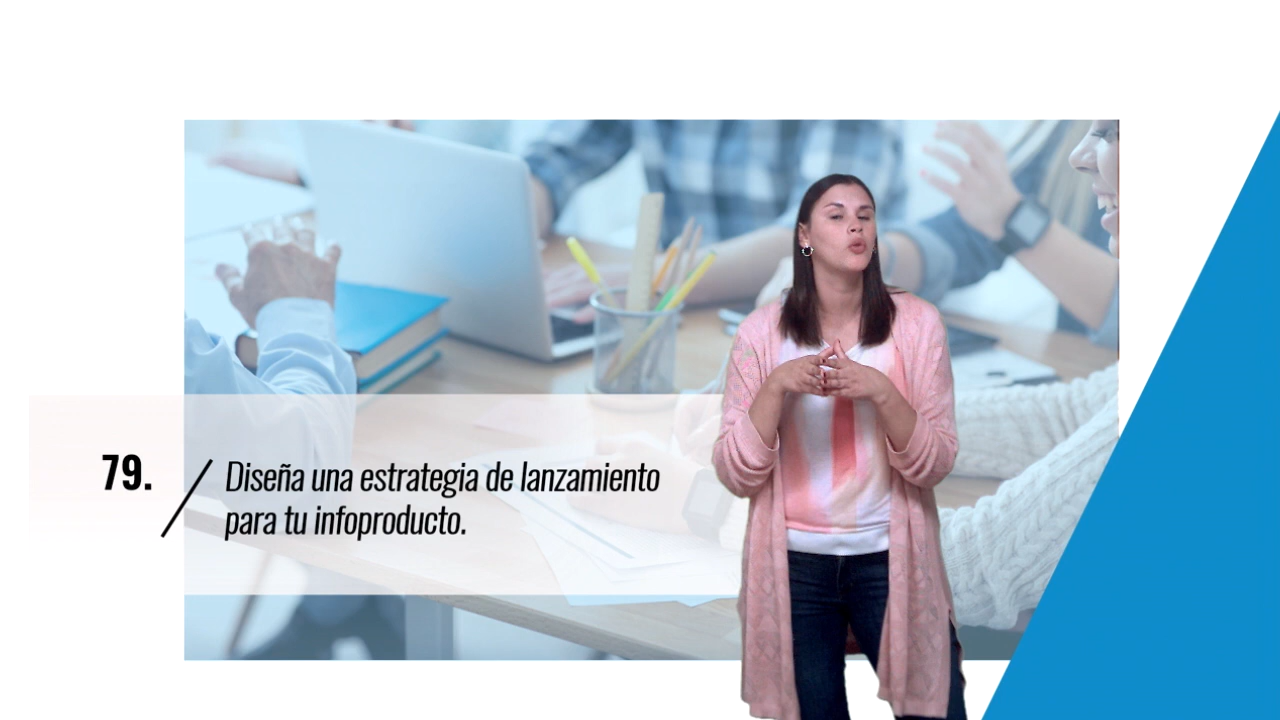 79.
Diseña una estrategia de lanzamiento
para tu infoproducto.